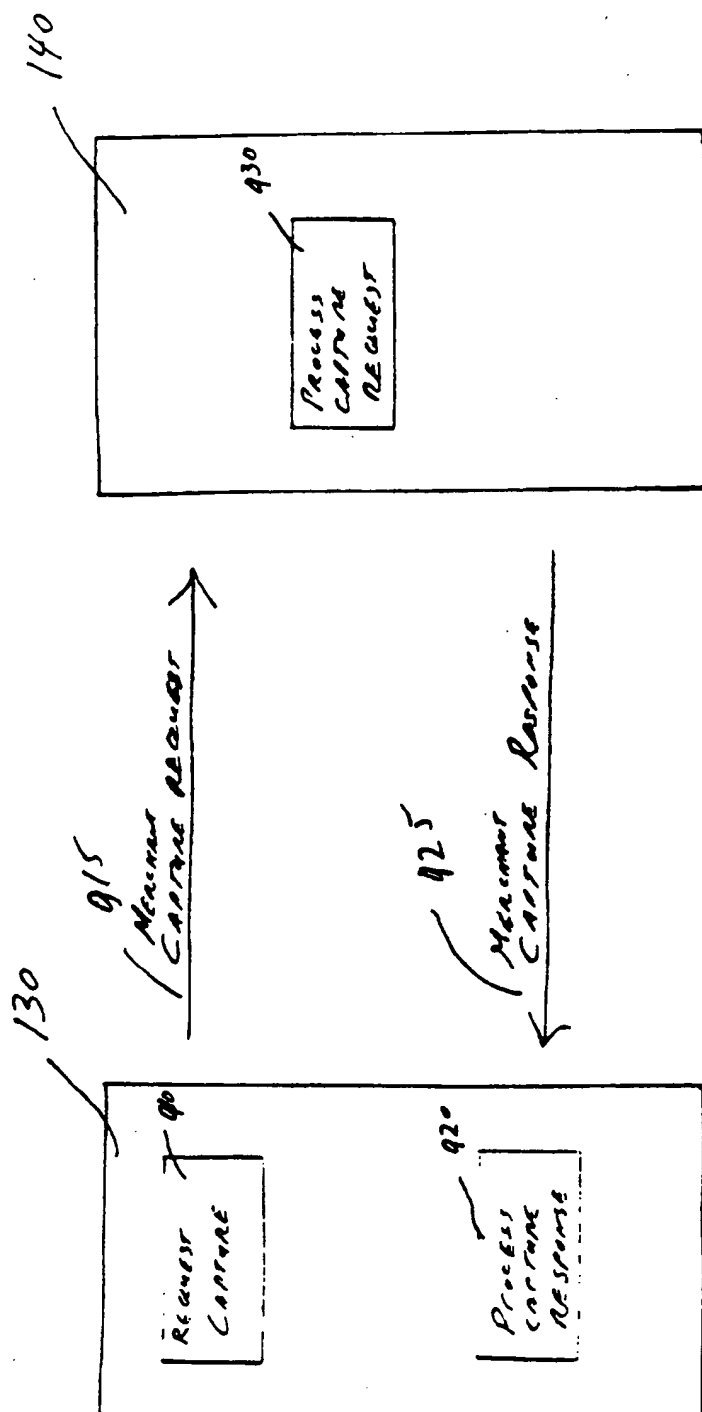 130
140
910
REQUEST
CAPTURE
915
MERCHANT
CAPTURE REQUEST
930
PROCESS
CAPTURE
REQUEST
920
PROCESS
CAPTURE
RESPONSE
925
MERCHANT
CAPTURE RESPONSE